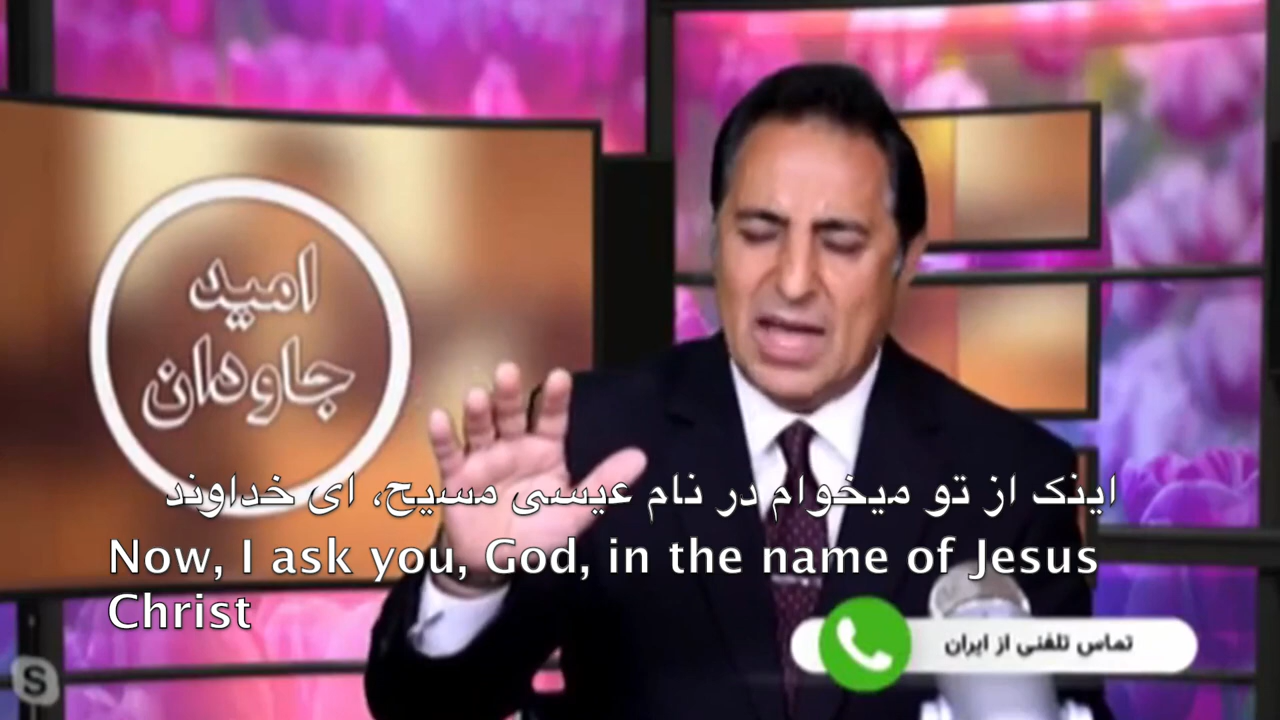 امید
جاودان
اینک از تو میخوام در نام عیسی مسیح، ای خداوند
Now, I ask you, God, in the name of Jesus
Christ
تماس تلفنی از ایران
S